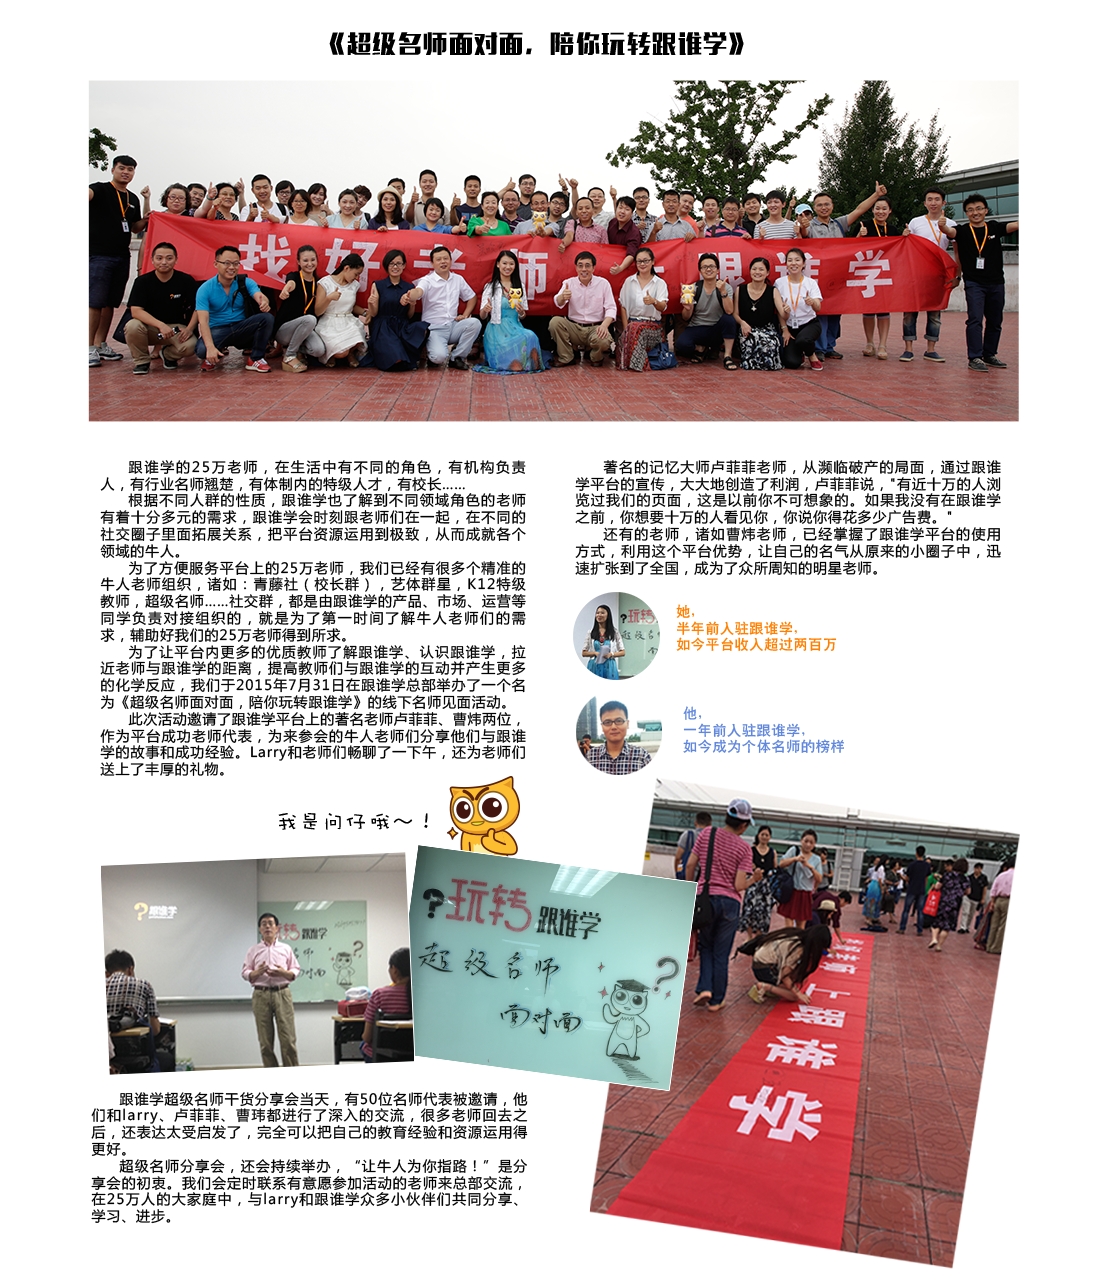 《超级名师面对面，陪你玩转跟谁学》
找好老师上跟谁学
跟谁学的25万老师，在生活中有不同的角色，有机构负责
人，有行业名师翘楚，有体制内的特级人才，有校长......
根据不同人群的性质，跟谁学也了解到不同领域角色的老师
有着十分多元的需求，跟谁学会时刻跟老师们在一起，在不同的
社交圈子里面拓展关系，把平台资源运用到极致，从而成就各个
领域的牛人。
为了方便服务平台上的25万老师，我们已经有很多个精准的
牛人老师组织，诸如：青藤社（校长群），艺体群星，K12特级
教师，超级名师......社交群，都是由跟谁学的产品、市场、运营等
同学负责对接组织的，就是为了第一时间了解牛人老师们的需
求，辅助好我们的25万老师得到所求。
为了让平台内更多的优质教师了解跟谁学、认识跟谁学，拉
近老师与跟谁学的距离，提高教师们与跟谁学的互动并产生更多
的化学反应，我们于2015年7月31日在跟谁学总部举办了一个名
为《超级名师面对面，陪你玩转跟谁学》的线下名师见面活动。
此次活动邀请了跟谁学平台上的著名老师卢菲菲、曹炜两位，
作为平台成功老师代表，为来参会的牛人老师们分享他们与跟谁
学的故事和成功经验。Larry和老师们畅聊了一下午，还为老师们
送上了丰厚的礼物。
著名的记忆大师卢菲菲老师，从濒临破产的局面，通过跟谁
学平台的宣传，大大地创造了利润，卢菲菲说，"有近十万的人浏
览过我们的页面，这是以前你不可想象的。如果我没有在跟谁学
之前，你想要十万的人看见你，你说你得花多少广告费。"
还有的老师，诸如曹炜老师，已经掌握了跟谁学平台的使用
方式，利用这个平台优势，让自己的名气从原来的小圈子中，迅
速扩张到了全国，成为了众所周知的明星老师。
她，
半年前人驻跟谁学，
如今平台收入超过两百万
他，
一年前人驻跟谁学，
如今成为个体名师的榜样
我是问仔哦～！
?跟谁学
玩转跟谁学
面对面
?玩转跟谁学
超级名师
面对面
?
老师上跟谁学
跟谁学超级名师干货分享会当天，有50位名师代表被邀请，他
们和larry、卢菲菲、曹玮都进行了深入的交流，很多老师回去之
后，还表达太受启发了，完全可以把自己的教育经验和资源运用得
更好。
超级名师分享会，还会持续举办，“让牛人为你指路！”是分
享会的初衷。我们会定时联系有意愿参加活动的老师来总部交流，
在25万人的大家庭中，与larry和跟谁学众多小伙伴们共同分享、
学习、进步。